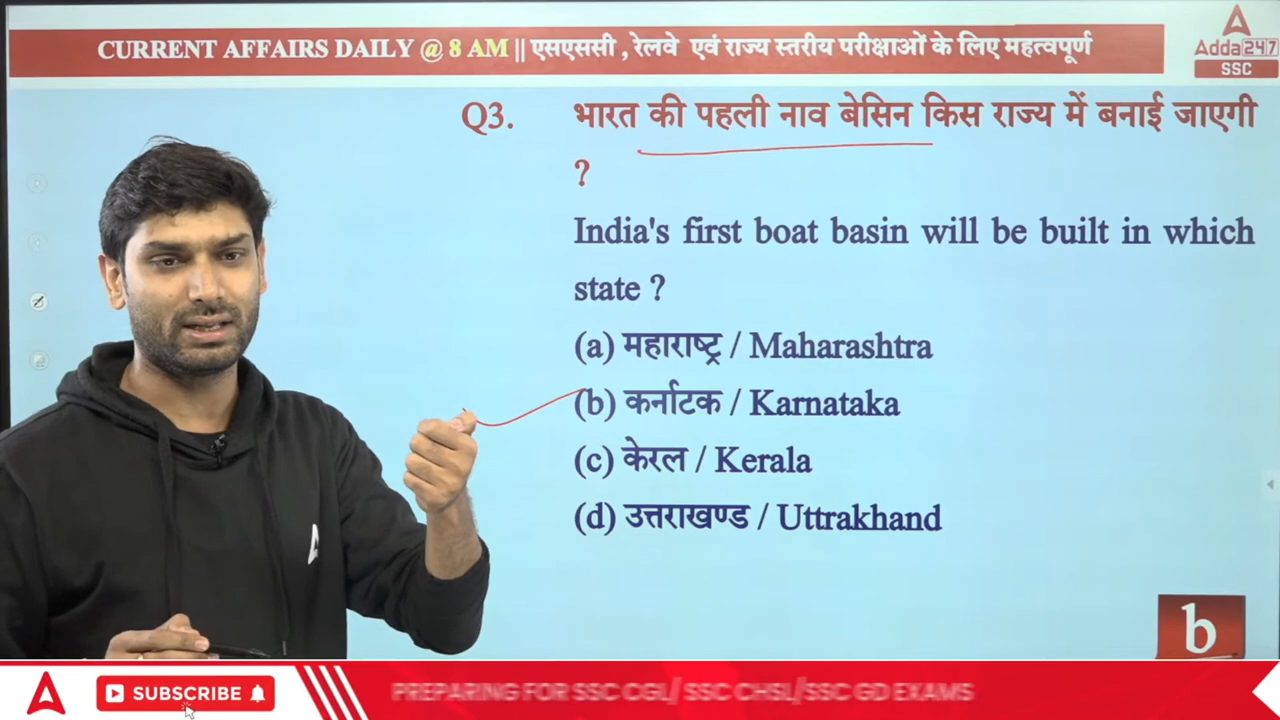 CURRENT AFFAIRS DAILY @ 8 AM || एसएससी , रेलवे एवं राज्य स्तरीय परीक्षाओं के लिए महत्वपूर्ण
Adda 247
SSC
Q3. भारत की पहली नाव बेसिन किस राज्य में बनाई जाएगी
?
India's first boat basin will be built in which
state ?
(a) महाराष्ट्र / Maharashtra
(b) कर्नाटक / Karnataka
(c) केरल / Kerala
(d) उत्तराखण्ड / Uttrakhand
b
SUBSCRIBE
PREPARING FOR SSC CGL/ SSC CHSL/SSC GD EXAMS